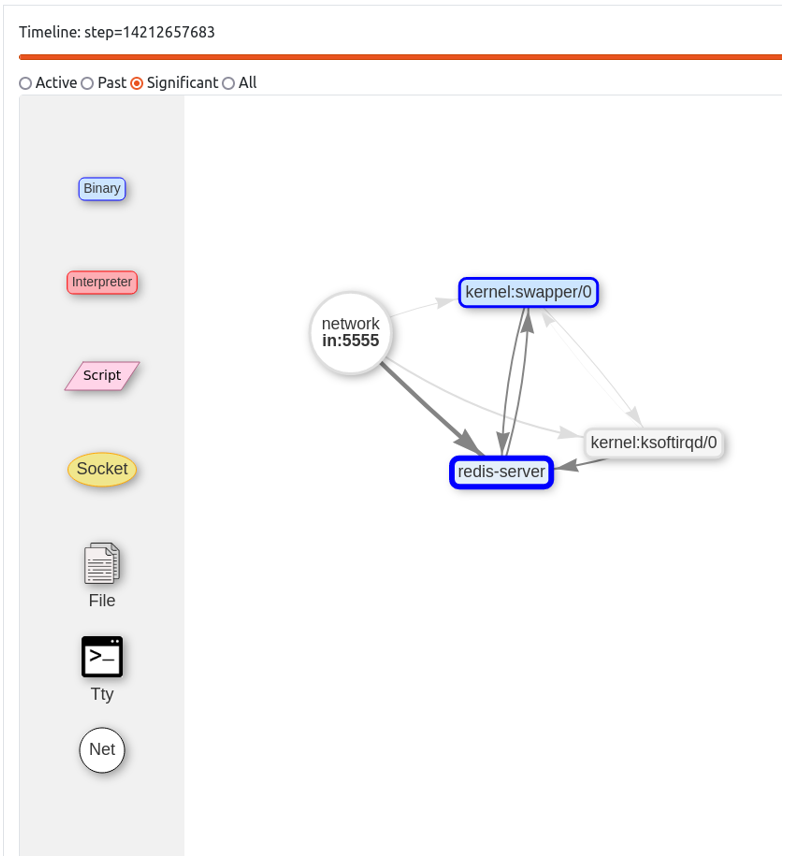 Timeline: step=14212657683
Active Past Significant All
Binary
Interpreter
Script
Socket
File
>_
Tty
Net
network
in:5555
kernel:swapper/0
kernel:ksoftirqd/0
redis-server